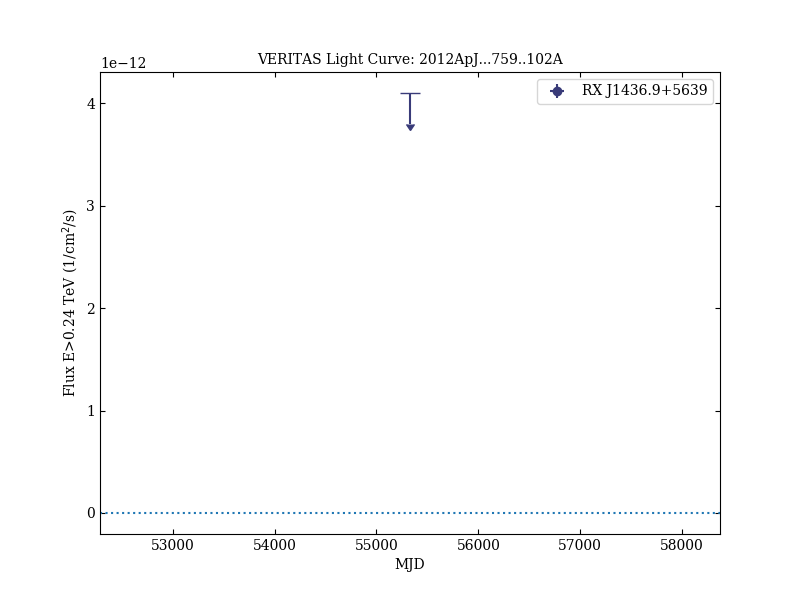 VERITAS Light Curve: 2012ApJ...759..102A
1e−12
RX J1436.9+5639
4
3
2
1
0
Flux E>0.24 TeV (1/cm²/s)
53000 54000 55000 56000 57000 58000
MJD